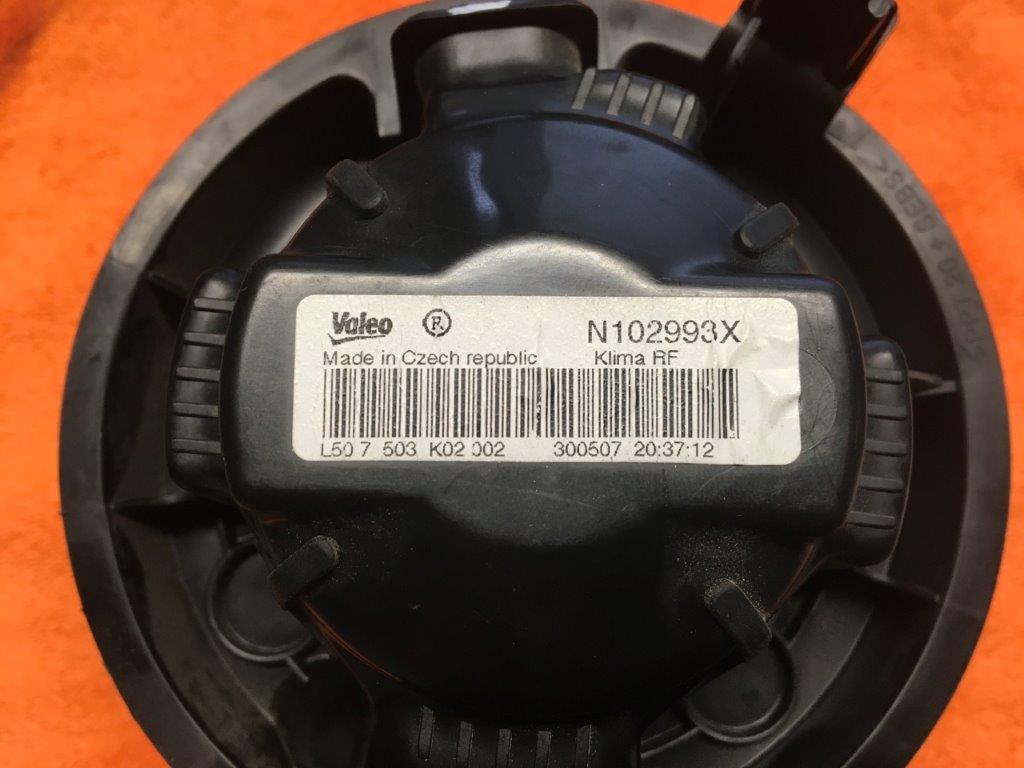 Valeo R N102993X
Made in Czech republic Klima RF
L50 7 503 K02 002 300507 20:37:12